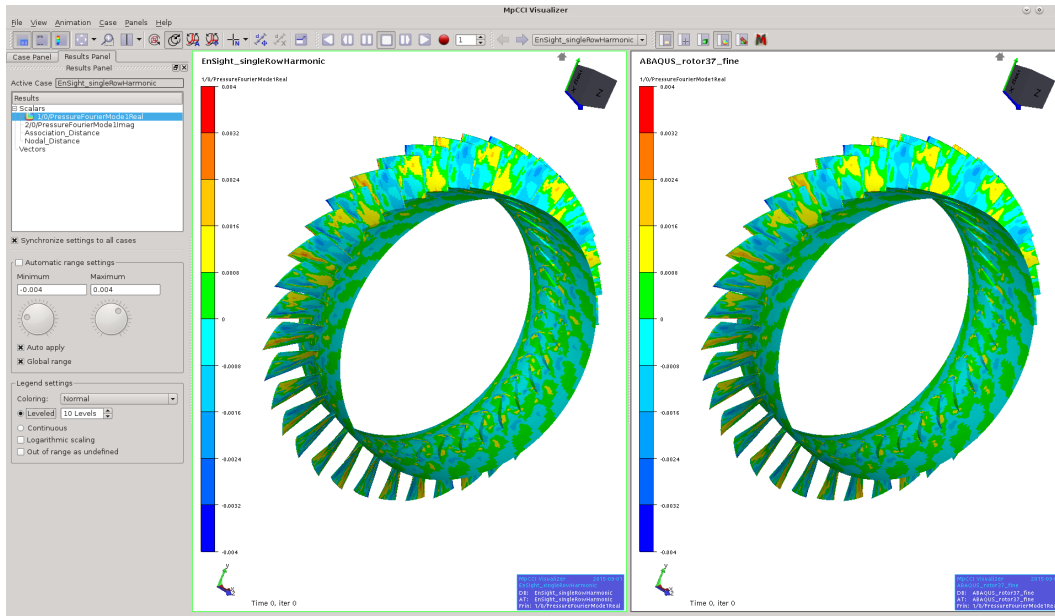 MpCCI Visualizer
File View Animation Case Panels Help
1
EnSight_singleRowHarmonic
Case Panel Results Panel
Results Panel
Active Case EnSight_singleRowHarmonic
Results
Scalars
1/0/PressureFourierMode1Real
2/0/PressureFourierMode1Imag
Association_Distance
Nodal_Distance
Vectors
Synchronize settings to all cases
Automatic range settings
Minimum Maximum
-0.004 0.004
Auto apply
Global range
Legend settings
Coloring: Normal
Leveled 10 Levels
Continuous
Logarithmic scaling
Out of range as undefined
EnSight_singleRowHarmonic
1/0/PressureFourierMode1Real
0.004
0.0032
0.0024
0.0016
0.0008
0
-0.0008
-0.0016
-0.0024
-0.0032
-0.004
Y
Time 0, iter 0
MpCCI Visualizer
EnSight_singleRowHarmonic
DB: EnSight_singleRowHarmonic
AT: EnSight_singleRowHarmonic
Prin: 1/0/PressureFourierMode1Real
ABAQUS_rotor37_fine
1/0/PressureFourierMode1Real
0.004
0.0032
0.0024
0.0016
0.0008
0
-0.0008
-0.0016
-0.0024
-0.0032
-0.004
Y
Time 0, iter 0
MpCCI Visualizer
ABAQUS_rotor37_fine
DB: ABAQUS_rotor37_fine
AT: ABAQUS_rotor37_fine
Prin: 1/0/PressureFourierMode1Real